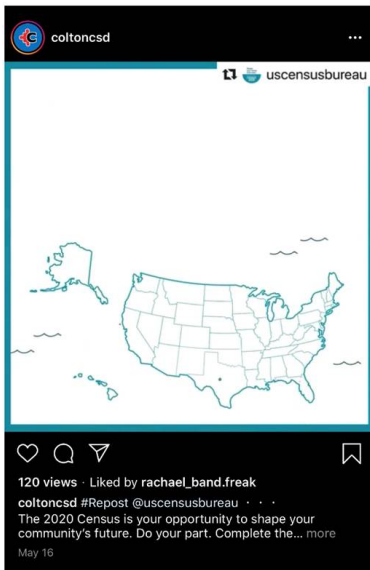 coltoncsd
uscensusbureau
120 views · Liked by rachael_band.freak
coltoncsd #Repost @uscensusbureau · · ·
The 2020 Census is your opportunity to shape your
community's future. Do your part. Complete the... more
May 16